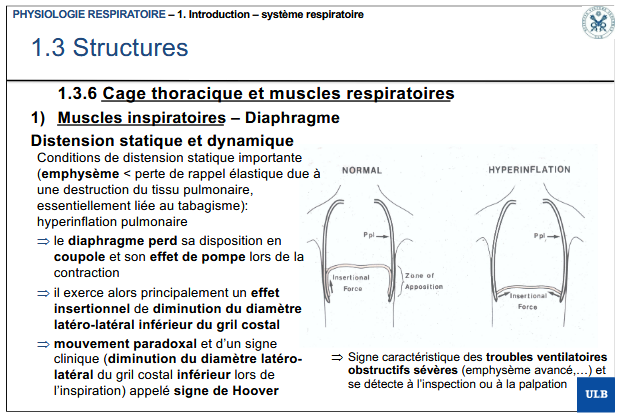 PHYSIOLOGIE RESPIRATOIRE – 1. Introduction – système respiratoire
1.3 Structures
1.3.6 Cage thoracique et muscles respiratoires
1) Muscles inspiratoires – Diaphragme
Distension statique et dynamique
Conditions de distension statique importante
(emphysème < perte de rappel élastique due à
une destruction du tissu pulmonaire,
essentiellement liée au tabagisme):
hyperinflation pulmonaire
⇒ le diaphragme perd sa disposition en
coupole et son effet de pompe lors de la
contraction
⇒ il exerce alors principalement un effet
insertionnel de diminution du diamètre
latéro-latéral inférieur du gril costal
⇒ mouvement paradoxal et d'un signe
clinique (diminution du diamètre latéro-
latéral du gril costal inférieur lors de
l'inspiration) appelé signe de Hoover
NORMAL
Ppl
Insertional
Force
Zone of
Apposition
HYPERINFLATION
Ppl
Insertional
Force
⇒ Signe caractéristique des troubles ventilatoires
obstructifs sévères (emphysème avancé,…) et
se détecte à l'inspection ou à la palpation
ULB